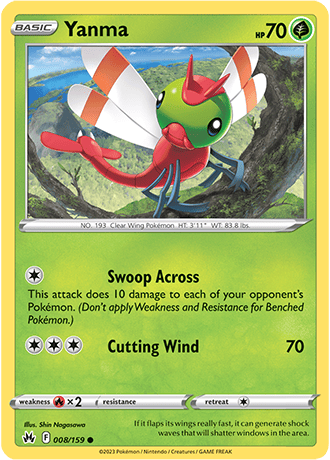 BASIC Yanma HP 70
NO. 193 Clear Wing Pokémon HT: 3'11" WT: 83.8 lbs.
Swoop Across
This attack does 10 damage to each of your opponent's
Pokémon. (Don't apply Weakness and Resistance for Benched
Pokémon.)
Cutting Wind 70
weakness ×2 resistance retreat
Illus. Shin Nagasawa
If it flaps its wings really fast, it can generate shock
waves that will shatter windows in the area.
F 008/159
©2023 Pokémon / Nintendo / Creatures / GAME FREAK